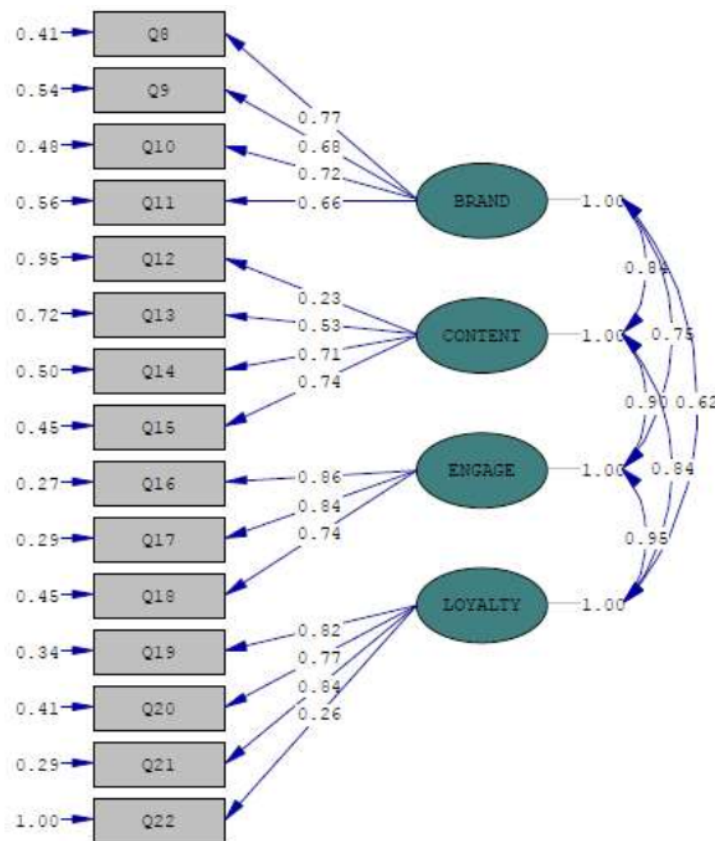 0.41 Q8
0.54 Q9
0.77
0.48 Q10
0.68
0.72
0.56 Q11 0.66 BRAND 1.00
0.95 Q12
0.84
0.23
0.72 Q13
0.53 CONTENT 1.00 0.75
0.50 Q14
0.71
0.74
0.90 0.62
0.45 Q15
0.27 Q16 0.86 ENGAGE 1.00 0.84
0.84
0.29 Q17
0.74
0.95
0.45 Q18
LOYALTY 1.00
0.34 Q19 0.82
0.77
0.41 Q20 0.84
0.26
0.29 Q21
1.00 Q22